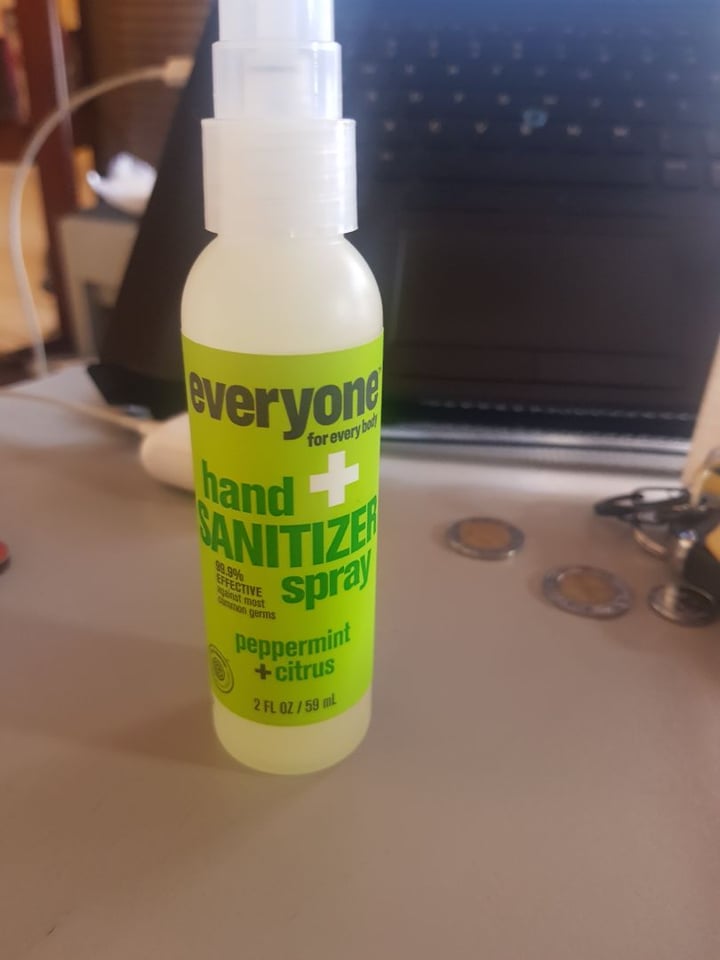 everyone™
for every body
hand
SANITIZER
spray
99.9%
EFFECTIVE
against most
common germs
peppermint
+ citrus
2 FL OZ / 59 mL